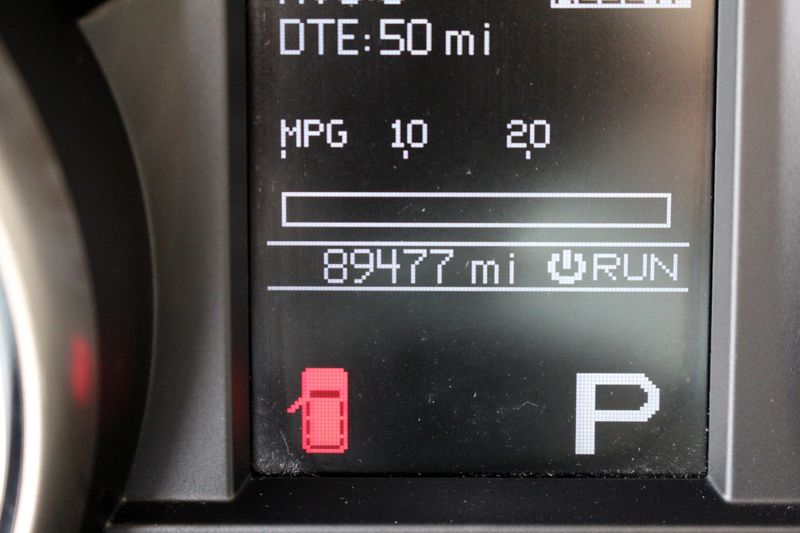 DTE: 50 mi
MPG 10 20
89477 mi RUN
P